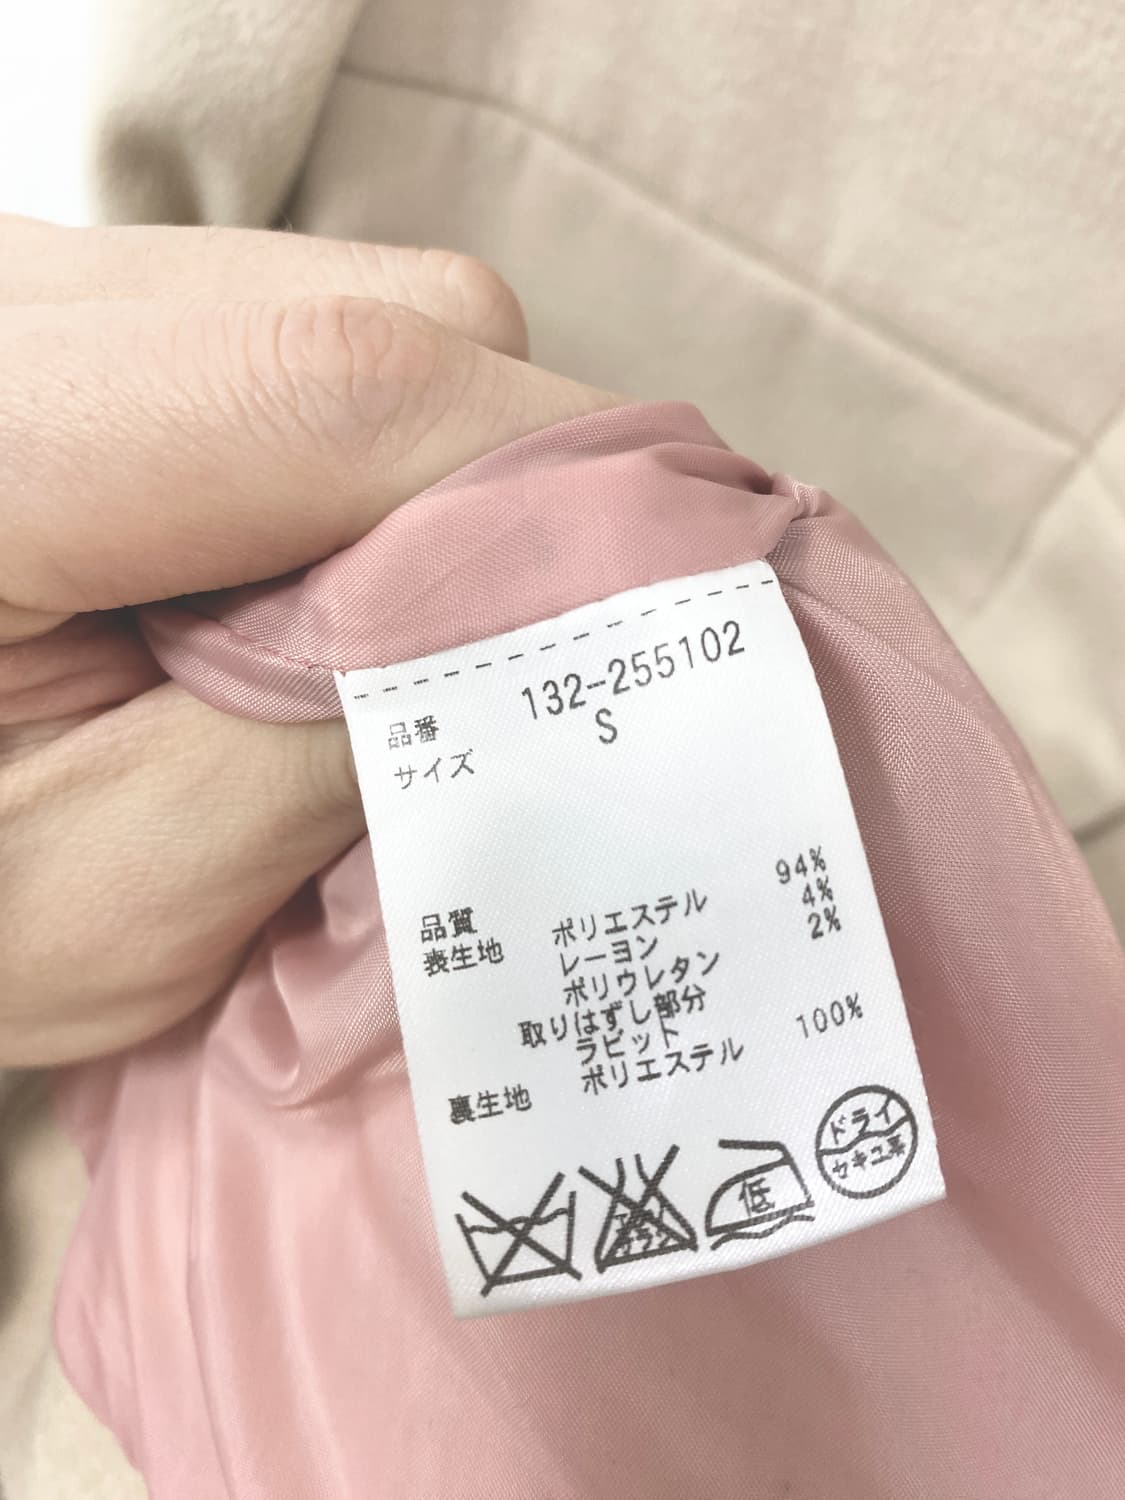 品番 132-255102
サイズ S
品質
表生地 ポリエステル 94%
レーヨン 4%
ポリウレタン 2%
取りはずし部分
ラビット
裏生地 ポリエステル 100%
低
ドライ
セキユ系